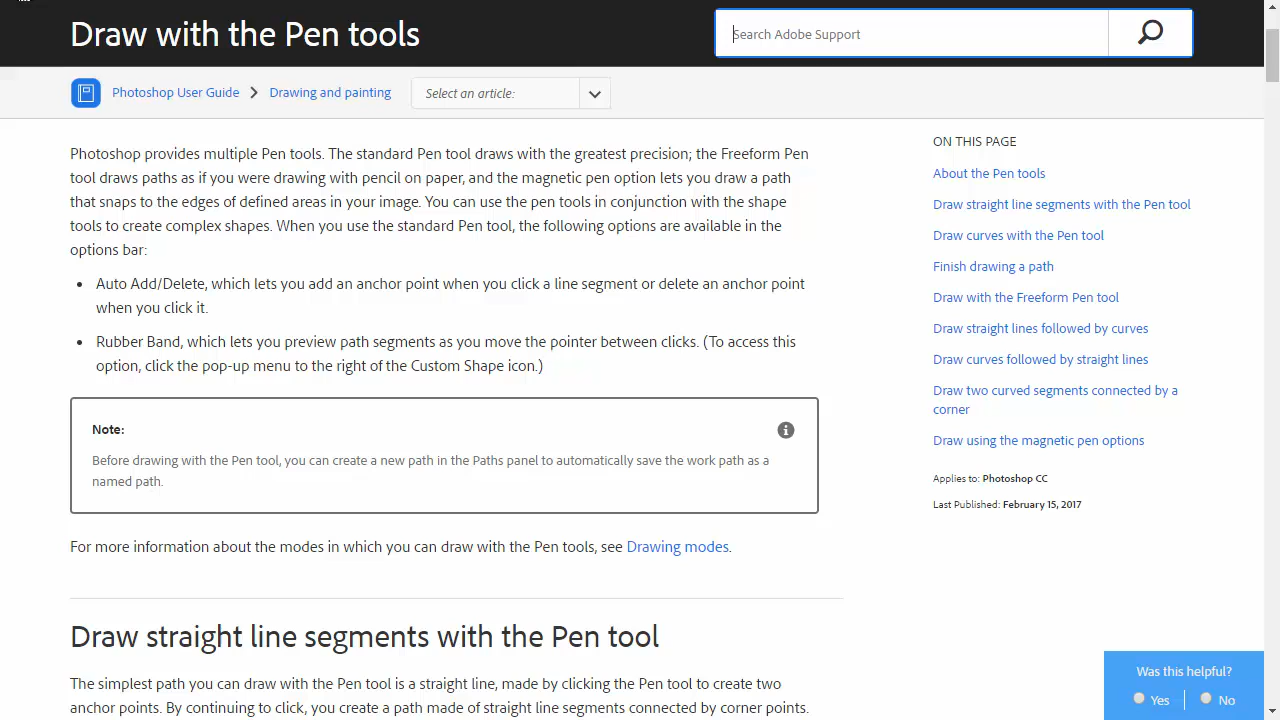 Draw with the Pen tools
Search Adobe Support
Photoshop User Guide
Drawing and painting
Select an article:
Photoshop provides multiple Pen tools. The standard Pen tool draws with the greatest precision; the Freeform Pen
tool draws paths as if you were drawing with pencil on paper, and the magnetic pen option lets you draw a path
that snaps to the edges of defined areas in your image. You can use the pen tools in conjunction with the shape
tools to create complex shapes. When you use the standard Pen tool, the following options are available in the
options bar:
• Auto Add/Delete, which lets you add an anchor point when you click a line segment or delete an anchor point
when you click it.
• Rubber Band, which lets you preview path segments as you move the pointer between clicks. (To access this
option, click the pop-up menu to the right of the Custom Shape icon.)
Note:
Before drawing with the Pen tool, you can create a new path in the Paths panel to automatically save the work path as a
named path.
For more information about the modes in which you can draw with the Pen tools, see Drawing modes.
Draw straight line segments with the Pen tool
The simplest path you can draw with the Pen tool is a straight line, made by clicking the Pen tool to create two
anchor points. By continuing to click, you create a path made of straight line segments connected by corner points.
ON THIS PAGE
About the Pen tools
Draw straight line segments with the Pen tool
Draw curves with the Pen tool
Finish drawing a path
Draw with the Freeform Pen tool
Draw straight lines followed by curves
Draw curves followed by straight lines
Draw two curved segments connected by a
corner
Draw using the magnetic pen options
Applies to: Photoshop CC
Last Published: February 15, 2017
Was this helpful?
Yes
No